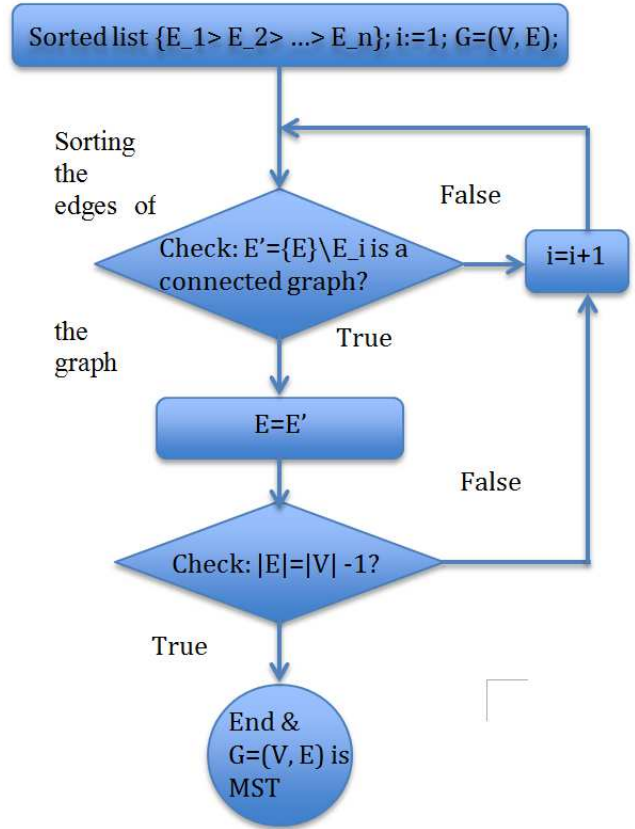 Sorted list {E_1> E_2> ...> E_n}; i:=1; G=(V, E);
Sorting
the
edges of
the
graph
False
Check: E’={E}\E_i is a
connected graph?
i=i+1
True
E=E’
False
Check: |E|=|V| -1?
True
End &
G=(V, E) is
MST